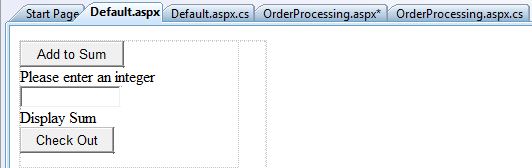 Start Page Default.aspx Default.aspx.cs OrderProcessing.aspx* OrderProcessing.aspx.cs
Add to Sum
Please enter an integer
Display Sum
Check Out